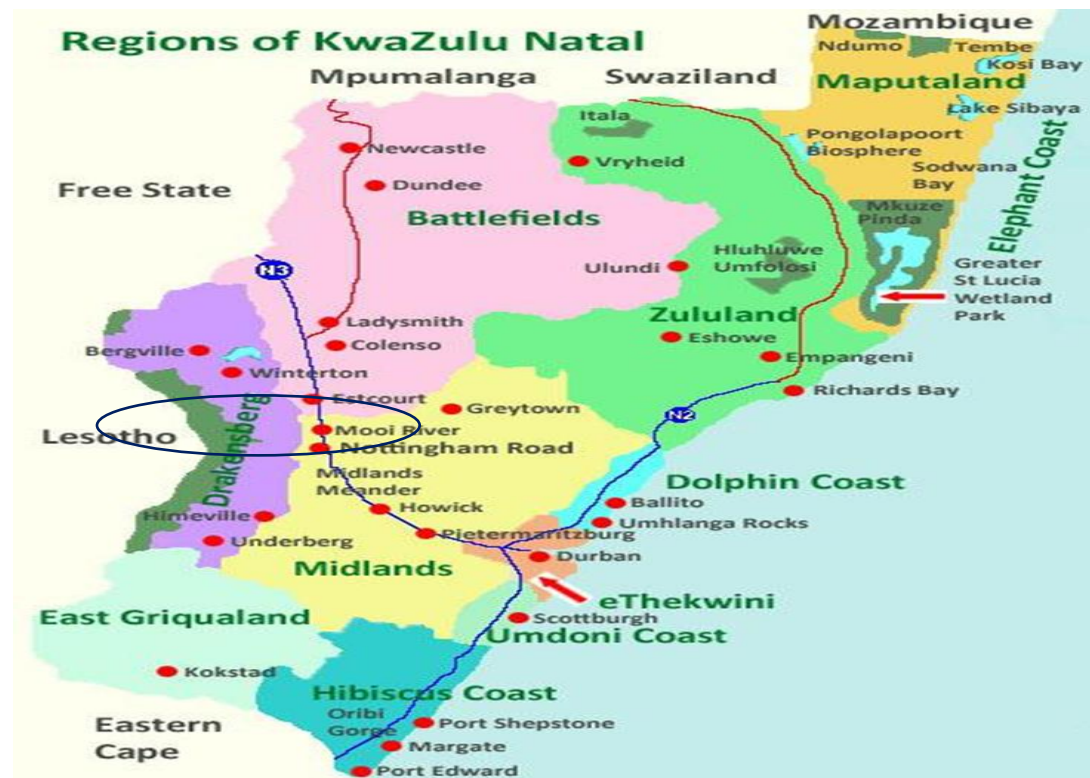 Regions of KwaZulu Natal
Mozambique
Ndumo
Tembe
Kosi Bay
Mpumalanga
Swaziland
Maputaland
Lake Sibaya
Itala
Pongolapoort
Biosphere
Newcastle
Vryheid
Sodwana
Bay
Elephant Coast
Free State
Dundee
Battlefields
Mkuze
Pinda
Hluhluwe
Umfolosi
Ulundi
Greater
St Lucia
Wetland
Park
N3
Zululand
Ladysmith
Eshowe
Colenso
Bergville
Empangeni
Winterton
Richards Bay
Estcourt
Greytown
N2
Lesotho
Drakensberg
Mooi River
Nottingham Road
Midlands
Meander
Dolphin Coast
Howick
Ballito
Himeville
Umhlanga Rocks
Pietermaritzburg
Underberg
Durban
Midlands
eThekwini
East Griqualand
Scottburgh
Umdoni Coast
Kokstad
Hibiscus Coast
Oribi
Gorge
Port Shepstone
Eastern
Cape
Margate
Port Edward